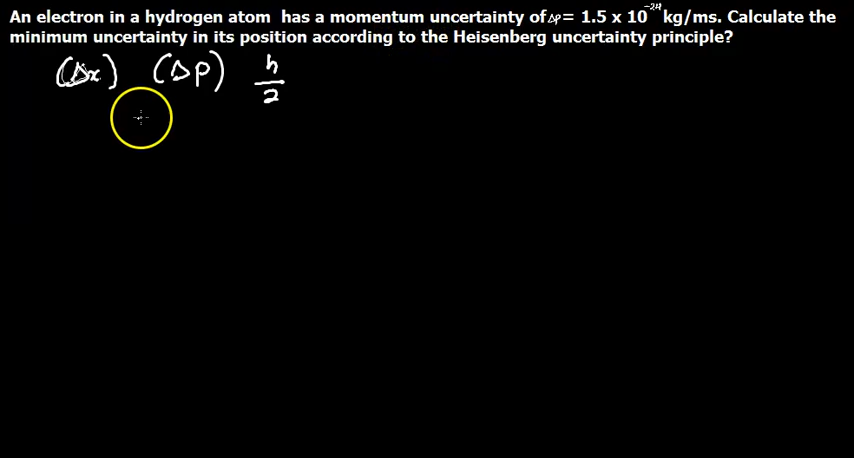 An electron in a hydrogen atom has a momentum uncertainty of Δp = 1.5 x 10⁻²⁴ kg/ms. Calculate the
minimum uncertainty in its position according to the Heisenberg uncertainty principle?
(Δx) (Δp) h/2